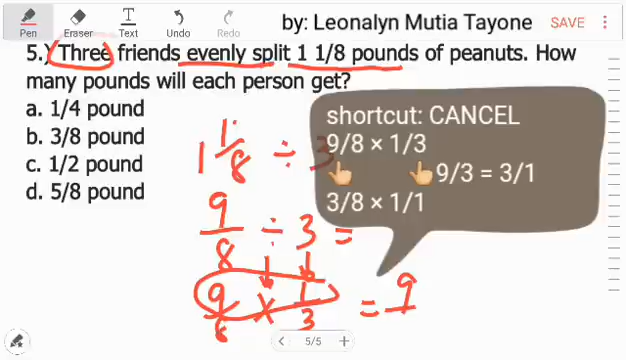 by: Leonalyn Mutia Tayone
SAVE
Pen
Eraser
Text
Undo
Redo
5.) Three friends evenly split 1 1/8 pounds of peanuts. How
many pounds will each person get?
a. 1/4 pound
b. 3/8 pound
c. 1/2 pound
d. 5/8 pound
shortcut: CANCEL
9/8 × 1/3
👆 👆 9/3 = 3/1
3/8 × 1/1
1 1/8 ÷ 3
9/8 ÷ 3 =
9/8 × 1/3 = 9
< 5/5 >